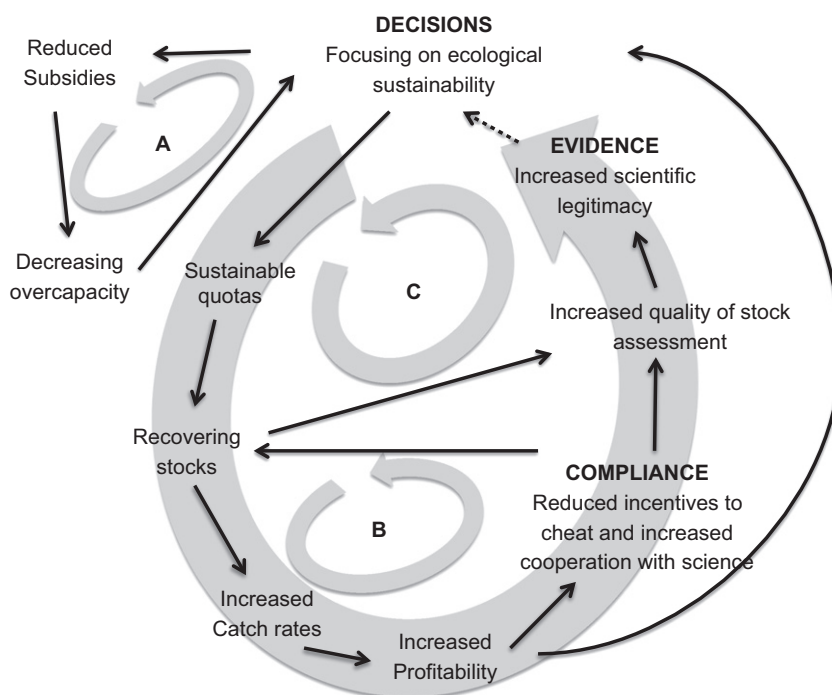 DECISIONS
Focusing on ecological
sustainability
Reduced
Subsidies
A
Decreasing
overcapacity
EVIDENCE
Increased scientific
legitimacy
Sustainable
quotas
C
Increased quality of stock
assessment
Recovering
stocks
COMPLIANCE
Reduced incentives to
cheat and increased
cooperation with science
B
Increased
Catch rates
Increased
Profitability